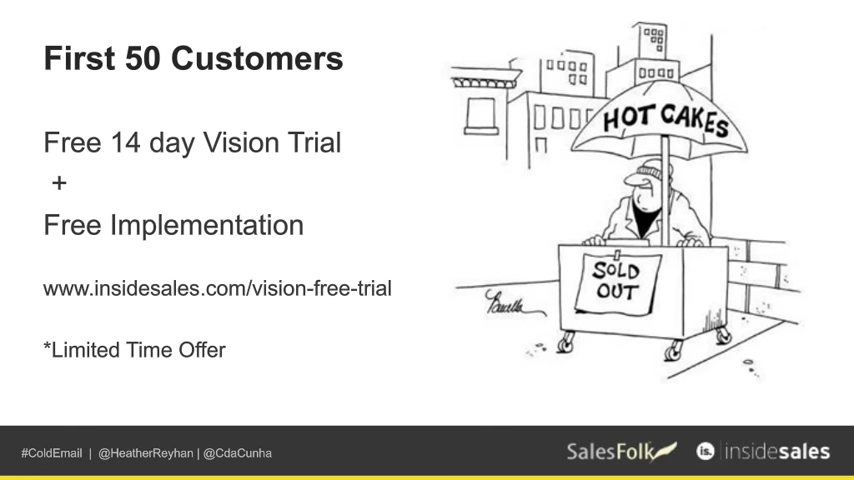 First 50 Customers
Free 14 day Vision Trial
+
Free Implementation
www.insidesales.com/vision-free-trial
*Limited Time Offer
HOT CAKES
SOLD
OUT
#ColdEmail | @HeatherReyhan | @CdaCunha
SalesFolk
is. insidesales